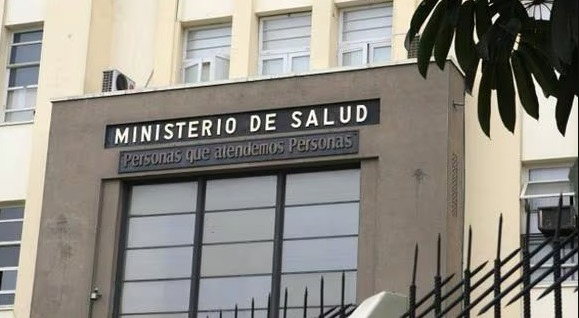 MINISTERIO DE SALUD
Personas que atendemos Personas